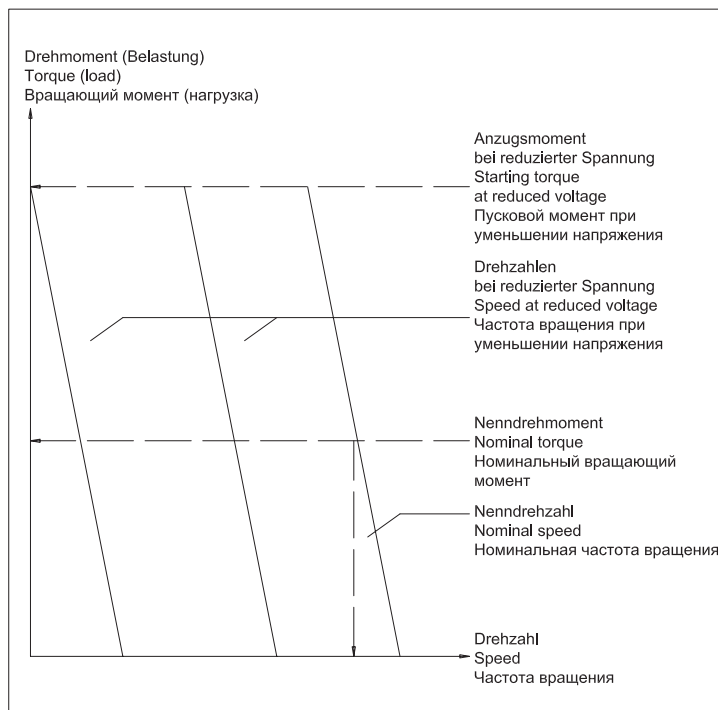 Drehmoment (Belastung)
Torque (load)
Вращающий момент (нагрузка)
Anzugsmoment
bei reduzierter Spannung
Starting torque
at reduced voltage
Пусковой момент при
уменьшении напряжения
Drehzahlen
bei reduzierter Spannung
Speed at reduced voltage
Частота вращения при
уменьшении напряжения
Nenndrehmoment
Nominal torque
Номинальный вращающий
момент
Nenndrehzahl
Nominal speed
Номинальная частота вращения
Drehzahl
Speed
Частота вращения